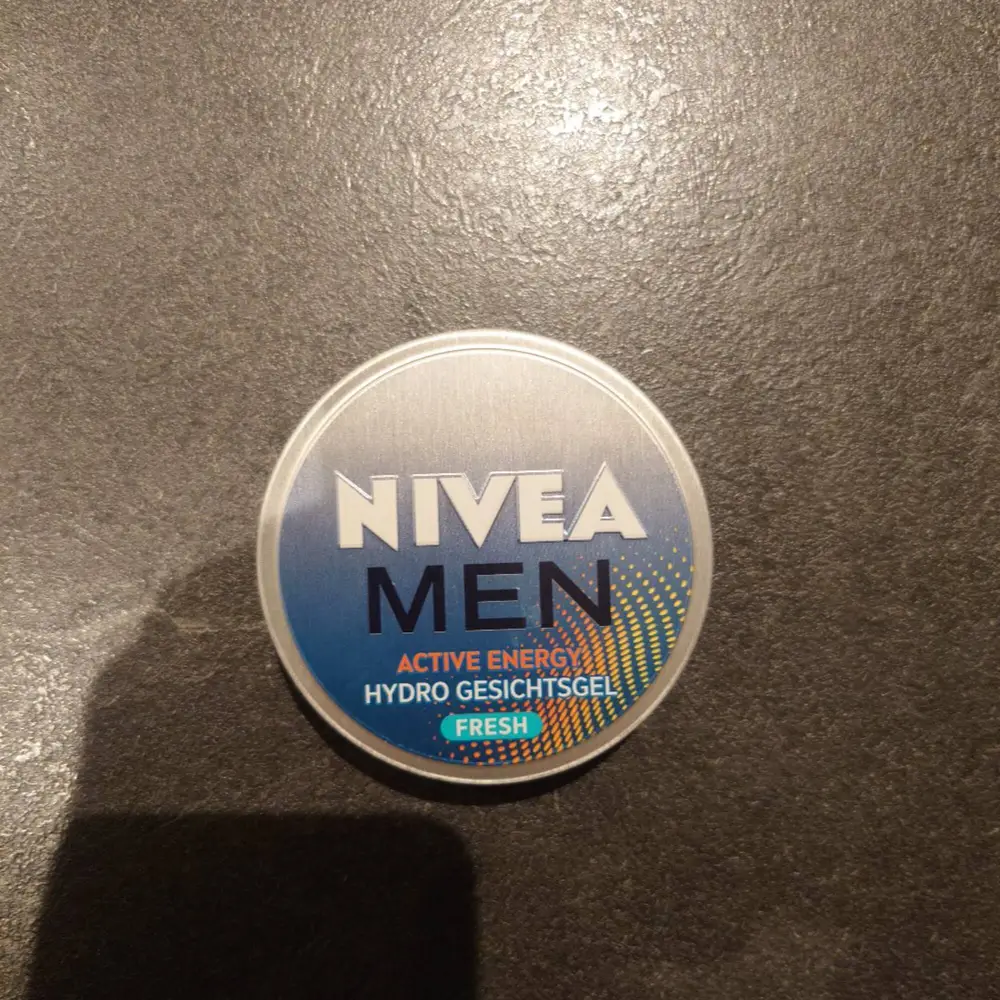 NIVEA
MEN
ACTIVE ENERGY
HYDRO GESICHTSGEL
FRESH